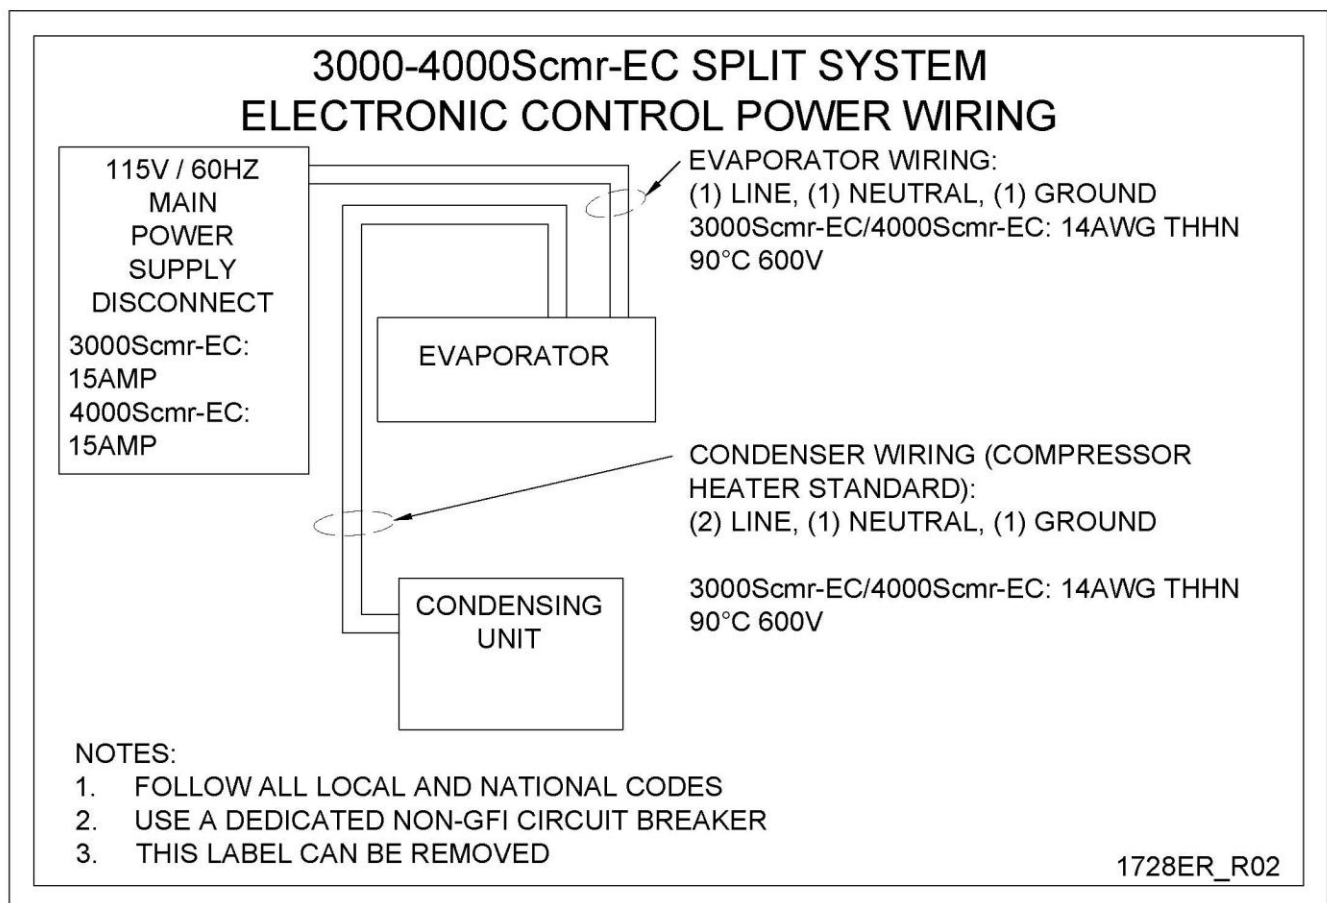 3000-4000Scmr-EC SPLIT SYSTEM
ELECTRONIC CONTROL POWER WIRING
115V / 60HZ
MAIN
POWER
SUPPLY
DISCONNECT
3000Scmr-EC:
15AMP
4000Scmr-EC:
15AMP
EVAPORATOR WIRING:
(1) LINE, (1) NEUTRAL, (1) GROUND
3000Scmr-EC/4000Scmr-EC: 14AWG THHN
90°C 600V
EVAPORATOR
CONDENSER WIRING (COMPRESSOR
HEATER STANDARD):
(2) LINE, (1) NEUTRAL, (1) GROUND
3000Scmr-EC/4000Scmr-EC: 14AWG THHN
90°C 600V
CONDENSING
UNIT
NOTES:
1. FOLLOW ALL LOCAL AND NATIONAL CODES
2. USE A DEDICATED NON-GFI CIRCUIT BREAKER
3. THIS LABEL CAN BE REMOVED
1728ER_R02